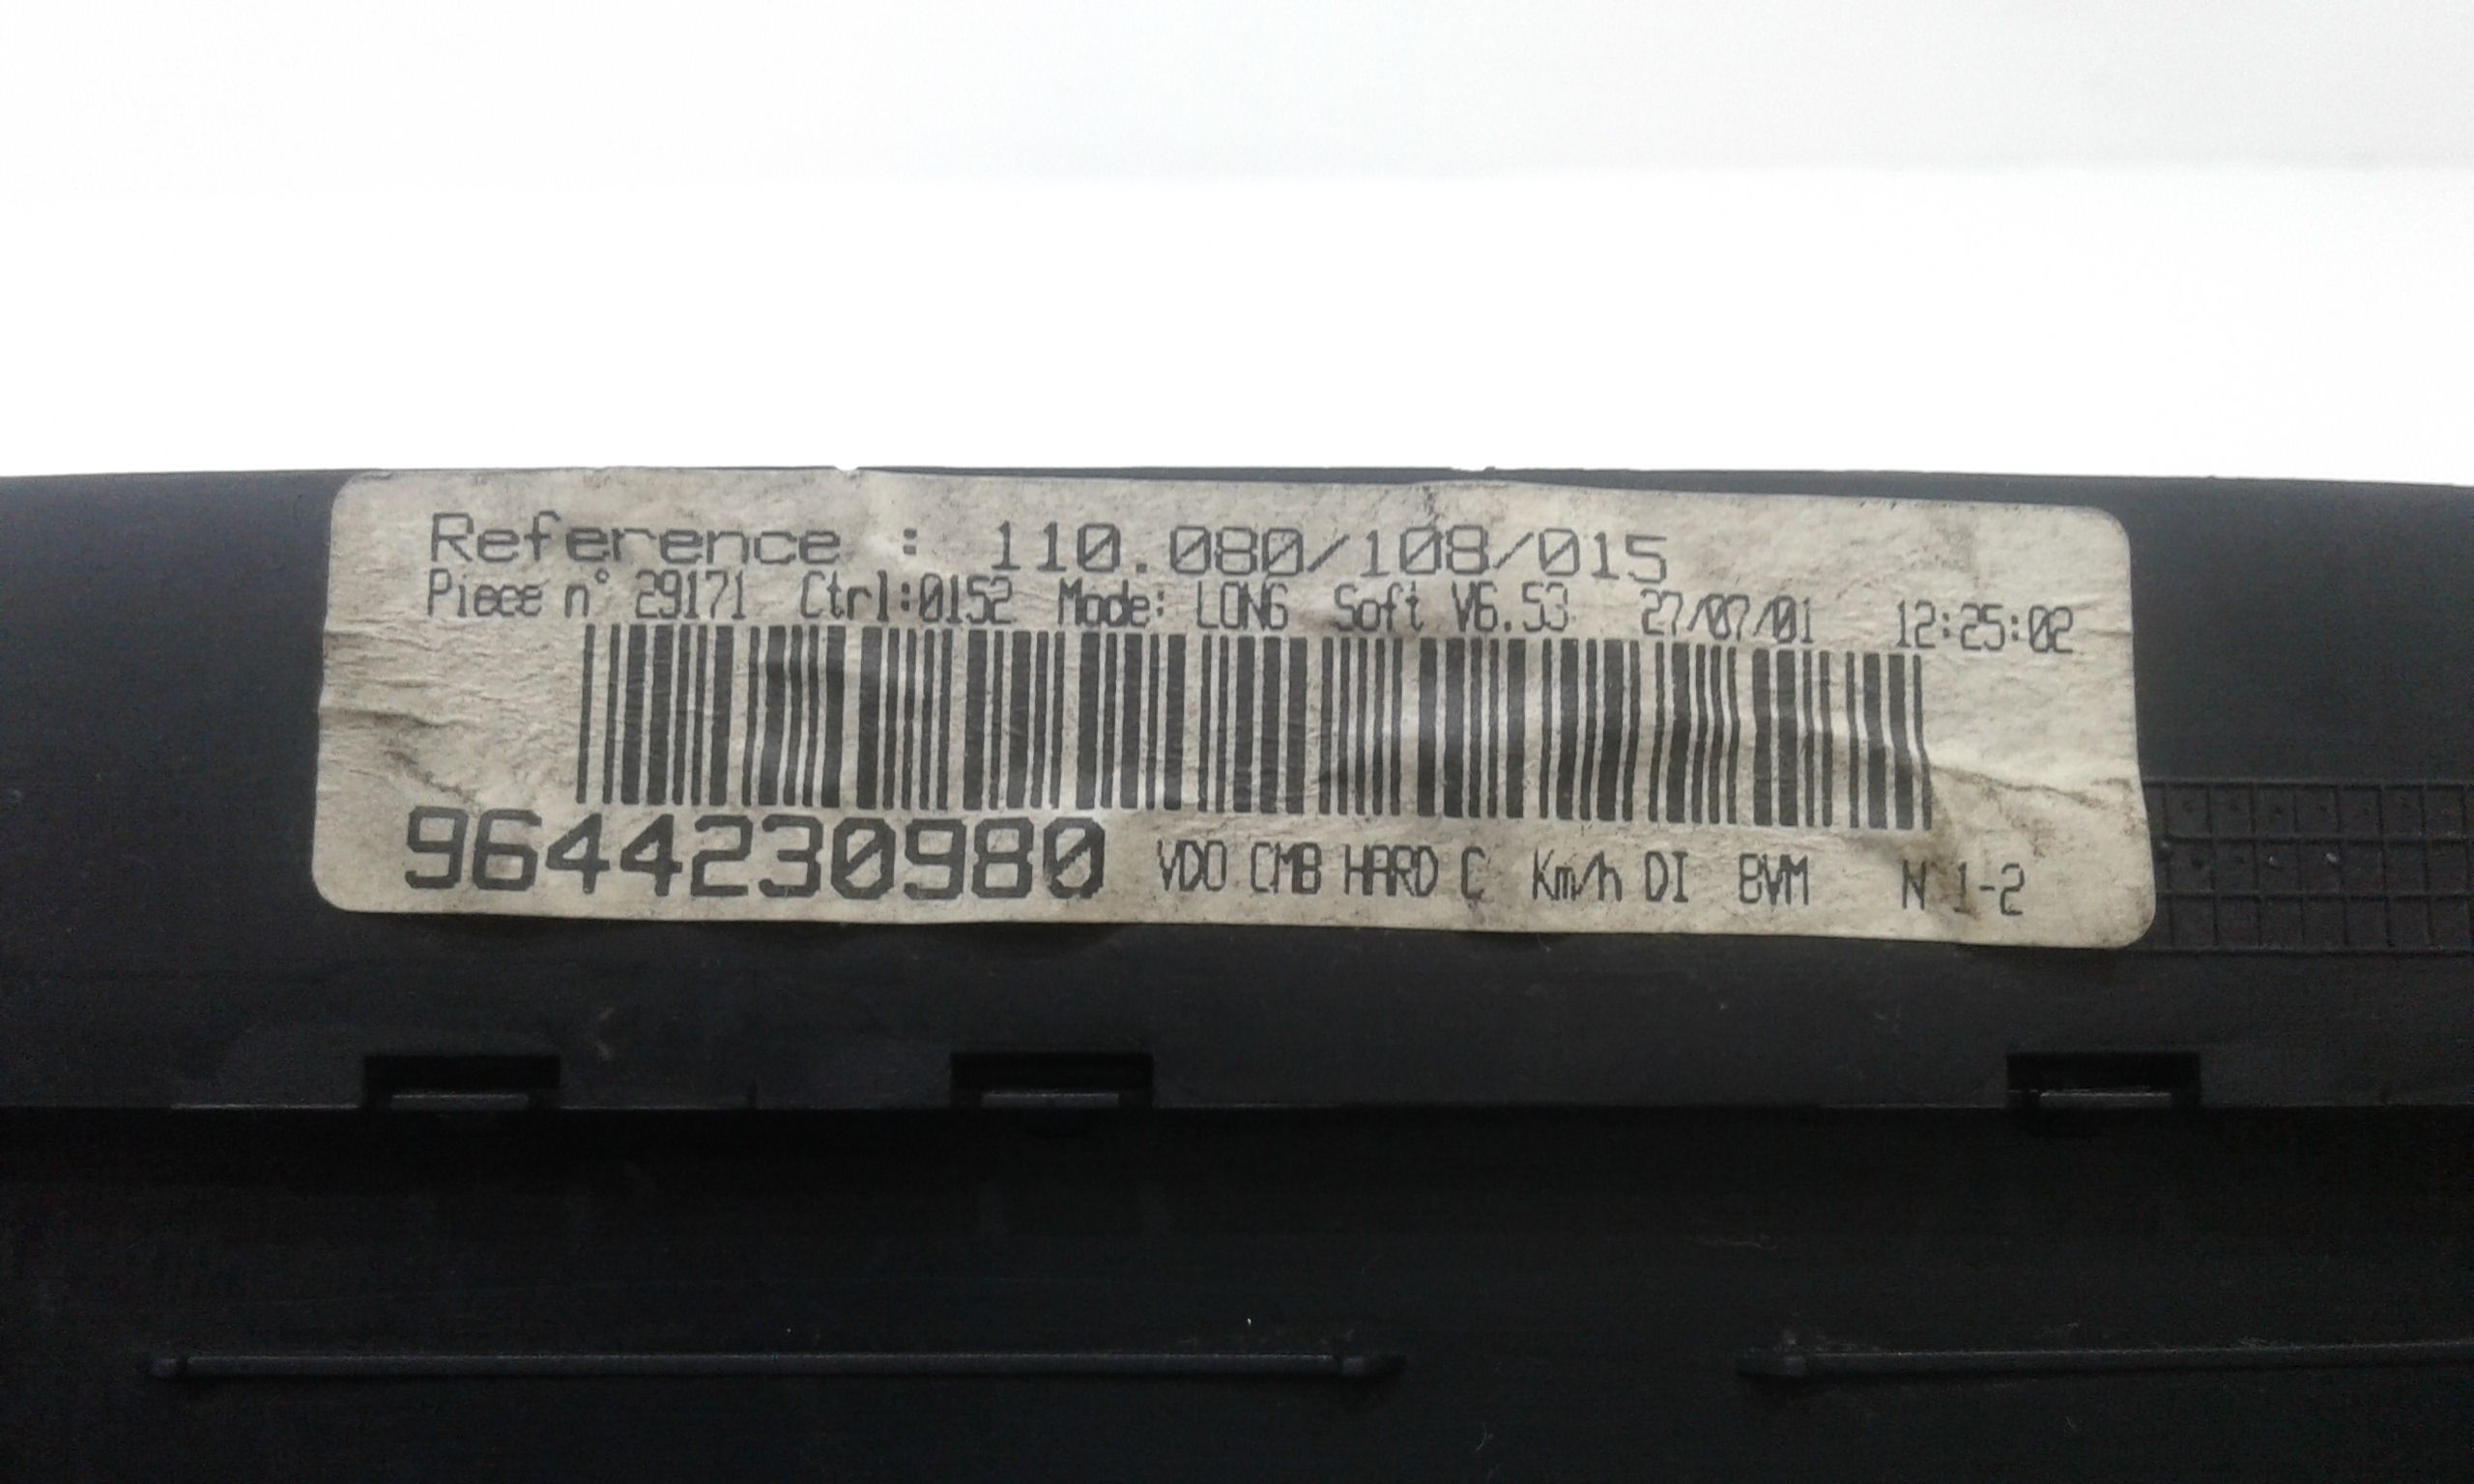 Reference : 110.080/108/015
Piece n° 29171 Ctrl:0152 Mode: LONG Soft V6.53 27/07/01 12:25:02
9644230980 VDO CMB HARD C Km/h DI BVM N 1-2